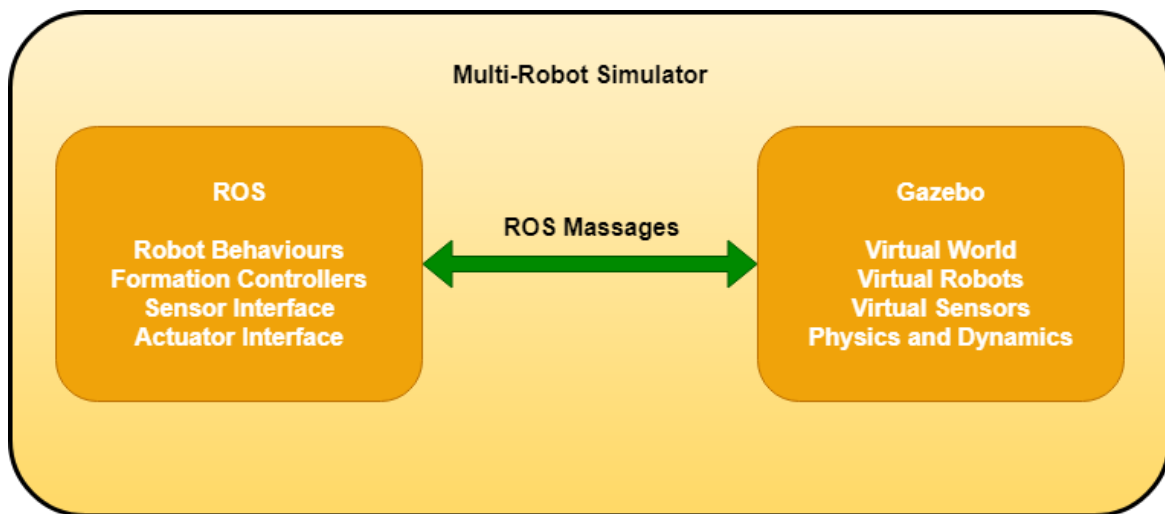 Multi-Robot Simulator
ROS
Robot Behaviours
Formation Controllers
Sensor Interface
Actuator Interface
ROS Massages
Gazebo
Virtual World
Virtual Robots
Virtual Sensors
Physics and Dynamics